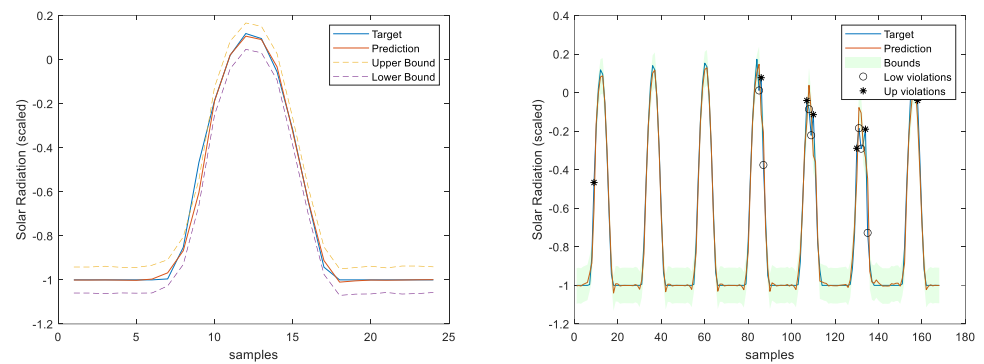 0.2
0
-0.2
-0.4
-0.6
-0.8
-1
-1.2
0
5
10
15
20
25
samples
Solar Radiation (scaled)
Target
Prediction
Upper Bound
Lower Bound
0.4
0.2
0
-0.2
-0.4
-0.6
-0.8
-1
-1.2
0
20
40
60
80
100
120
140
160
180
samples
Solar Radiation (scaled)
Target
Prediction
Bounds
Low violations
Up violations